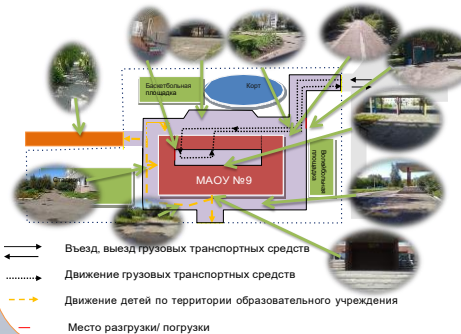 Баскетбольная
площадка
Корт
Волейбольная
площадка
МАОУ №9
Въезд, выезд грузовых транспортных средств
Движение грузовых транспортных средств
Движение детей по территории образовательного учреждения
Место разгрузки/ погрузки